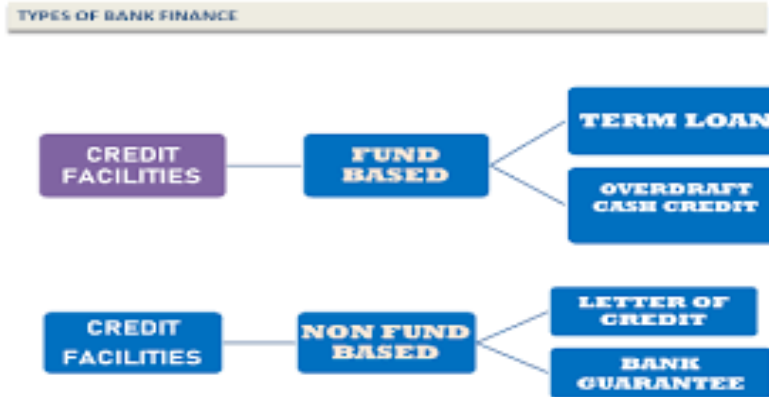 TYPES OF BANK FINANCE
CREDIT
FACILITIES
FUND
BASED
TERM LOAN
OVERDRAFT
CASH CREDIT
CREDIT
FACILITIES
NON FUND
BASED
LETTER OF
CREDIT
BANK
GUARANTEE